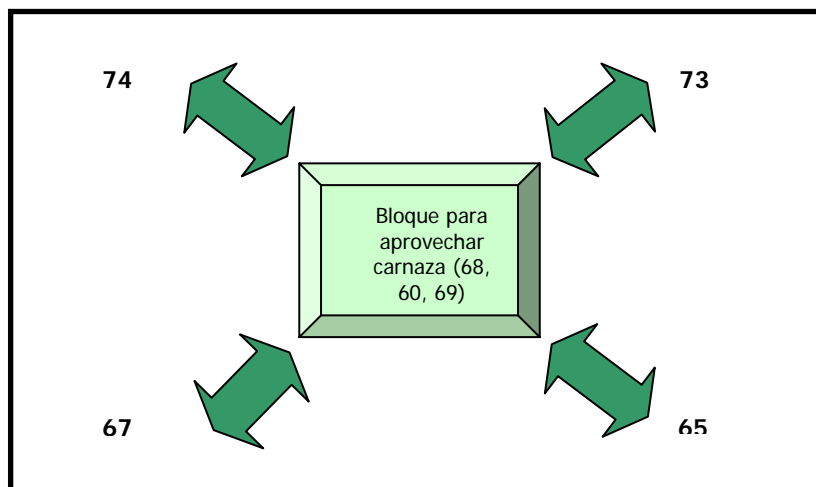 74
73
Bloque para
aprovechar
carnaza (68,
60, 69)
67
65